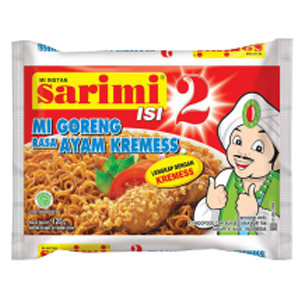 MI INSTAN
sarimi
ISI 2
MI GORENG
RASA AYAM KREMESS
LENGKAP DENGAN
KREMESS